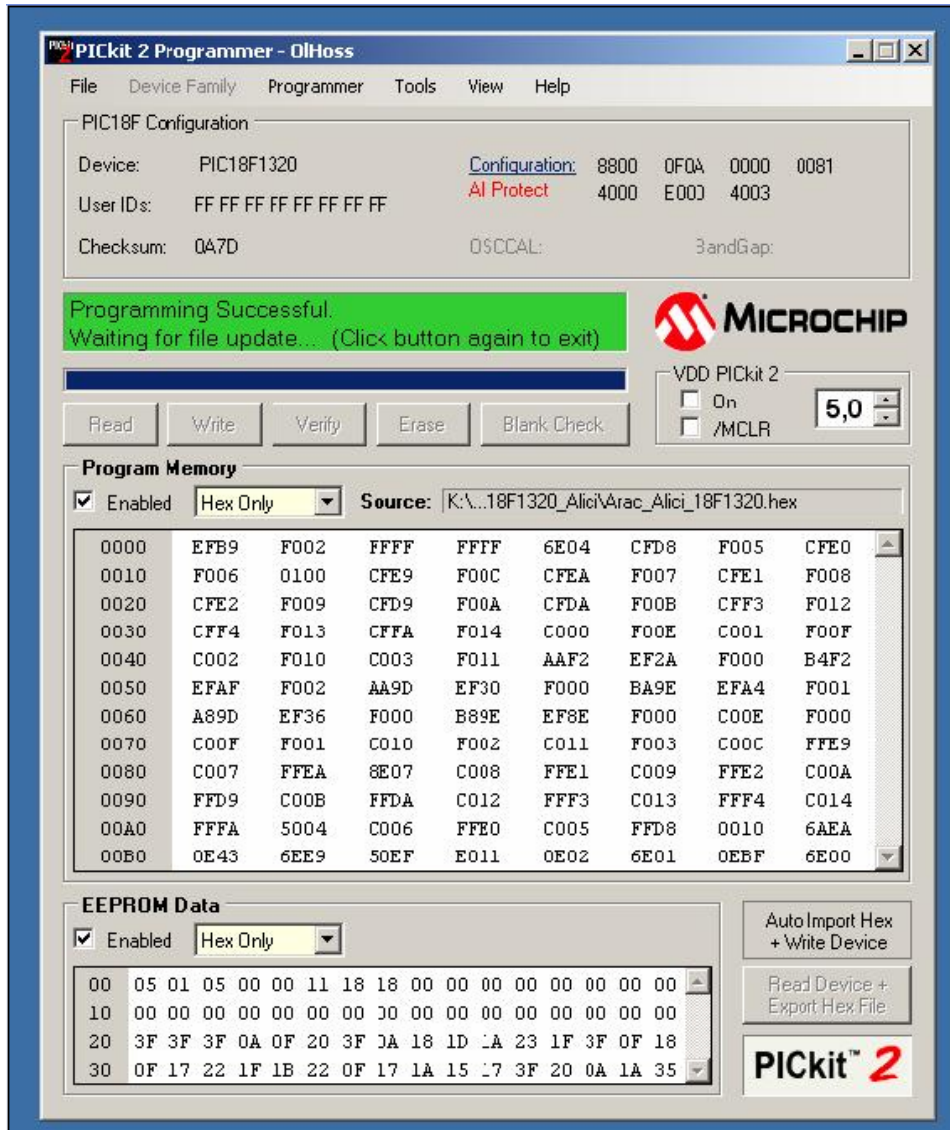 PICkit 2 Programmer - OlHoss
File Device Family Programmer Tools View Help
PIC18F Configuration
Device: PIC18F1320 Configuration: 8800 0F0A 0000 0081
All Protect 4000 E003 4003
User IDs: FF FF FF FF FF FF FF FF
Checksum: 0A7D OSCCAL: BandGap:
Programming Successful.
Waiting for file update... (Click button again to exit)
MICROCHIP
VDD PICkit 2
On
/MCLR
5,0
Read Write Verify Erase Blank Check
Program Memory
Enabled Hex Only Source: K:\...18F1320_Alici\Arac_Alici_18F1320.hex
0000 EFB9 F002 FFFF FFFF 6E04 CFD8 F005 CFE0
0010 F006 0100 CFE9 F00C CFEA F007 CFE1 F008
0020 CFE2 F009 CFD9 F00A CFDA F00B CFF3 F012
0030 CFF4 F013 CFFA F014 C000 F00E C001 F00F
0040 C002 F010 C003 F011 AAF2 EF2A F000 B4F2
0050 EFAF F002 AA9D EF30 F000 BA9E EFA4 F001
0060 A89D EF36 F000 B89E EF8E F000 C00E F000
0070 C00F F001 C010 F002 C011 F003 C00C FFE9
0080 C007 FFEA 8E07 C008 FFE1 C009 FFE2 C00A
0090 FFD9 C00B FFDA C012 FFF3 C013 FFF4 C014
00A0 FFFA 5004 C006 FFE0 C005 FFD8 0010 6AEA
00B0 0E43 6EE9 50EF E011 0E02 6E01 0EBF 6E00
EEPROM Data
Enabled Hex Only
00 05 01 05 00 00 11 18 18 00 00 00 00 00 00 00 00
10 00 00 00 00 00 00 00 00 00 00 00 00 00 00 00 00
20 3F 3F 3F 0A 0F 20 3F 0A 18 1D 1A 23 1F 3F 0F 18
30 0F 17 22 1F 1B 22 0F 17 1A 15 17 3F 20 0A 1A 35
Auto Import Hex
+ Write Device
Read Device +
Export Hex File
PICkit™ 2